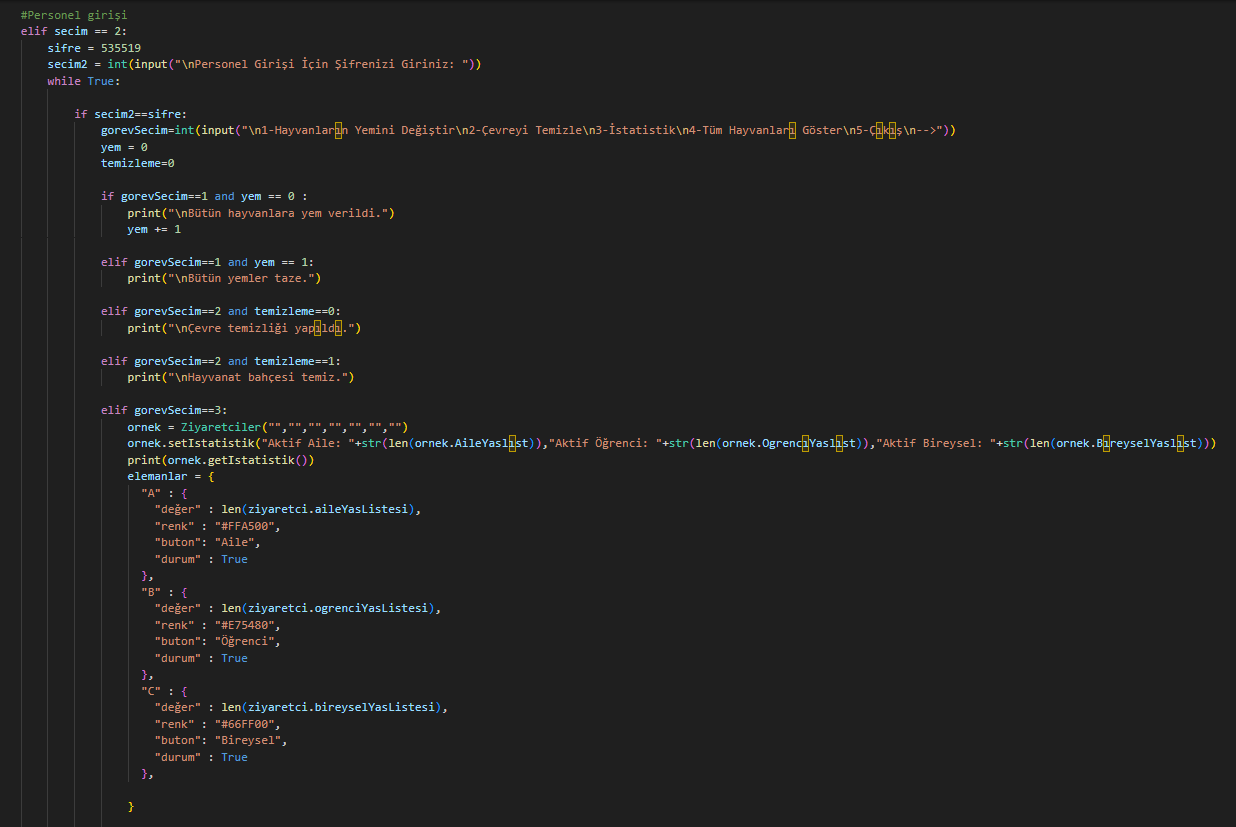 #Personel girişi
elif secim == 2:
sifre = 535519
secim2 = int(input("\nPersonel Girişi İçin Şifrenizi Giriniz: "))
while True:
if secim2==sifre:
gorevSecim=int(input("\n1-Hayvanların Yemini Değiştir\n2-Çevreyi Temizle\n3-İstatistik\n4-Tüm Hayvanları Göster\n5-Çıkış\n-->"))
yem = 0
temizleme=0
if gorevSecim==1 and yem == 0 :
print("\nBütün hayvanlara yem verildi.")
yem += 1
elif gorevSecim==1 and yem == 1:
print("\nBütün yemler taze.")
elif gorevSecim==2 and temizleme==0:
print("\nÇevre temizliği yapıldı.")
elif gorevSecim==2 and temizleme==1:
print("\nHayvanat bahçesi temiz.")
elif gorevSecim==3:
ornek = Ziyaretciler("","","","","","","")
ornek.setIstatistik("Aktif Aile: "+str(len(ornek.AileYaslıst)),"Aktif Öğrenci: "+str(len(ornek.OgrencıYaslıst)),"Aktif Bireysel: "+str(len(ornek.BıreyselYaslıst)))
print(ornek.getIstatistik())
elemanlar = {
"A" : {
"değer" : len(ziyaretci.aileYasListesi),
"renk" : "#FFA500",
"buton": "Aile",
"durum" : True
},
"B" : {
"değer" : len(ziyaretci.ogrenciYasListesi),
"renk" : "#E75480",
"buton": "Öğrenci",
"durum" : True
},
"C" : {
"değer" : len(ziyaretci.bireyselYasListesi),
"renk" : "#66FF00",
"buton": "Bireysel",
"durum" : True
},
}